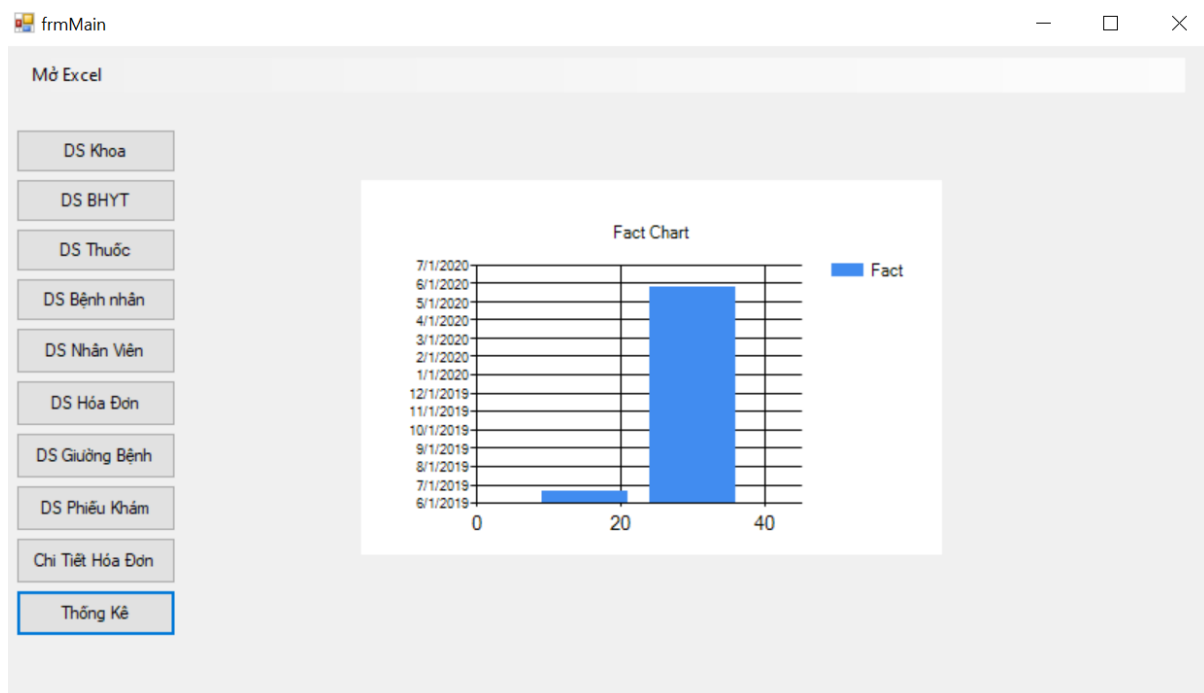 frmMain
Mở Excel
DS Khoa
DS BHYT
DS Thuốc
DS Bệnh nhân
DS Nhân Viên
DS Hóa Đơn
DS Giường Bệnh
DS Phiếu Khám
Chi Tiết Hóa Đơn
Thống Kê
Fact Chart
7/1/2020
6/1/2020
5/1/2020
4/1/2020
3/1/2020
2/1/2020
1/1/2020
12/1/2019
11/1/2019
10/1/2019
9/1/2019
8/1/2019
7/1/2019
6/1/2019
0 20 40
Fact